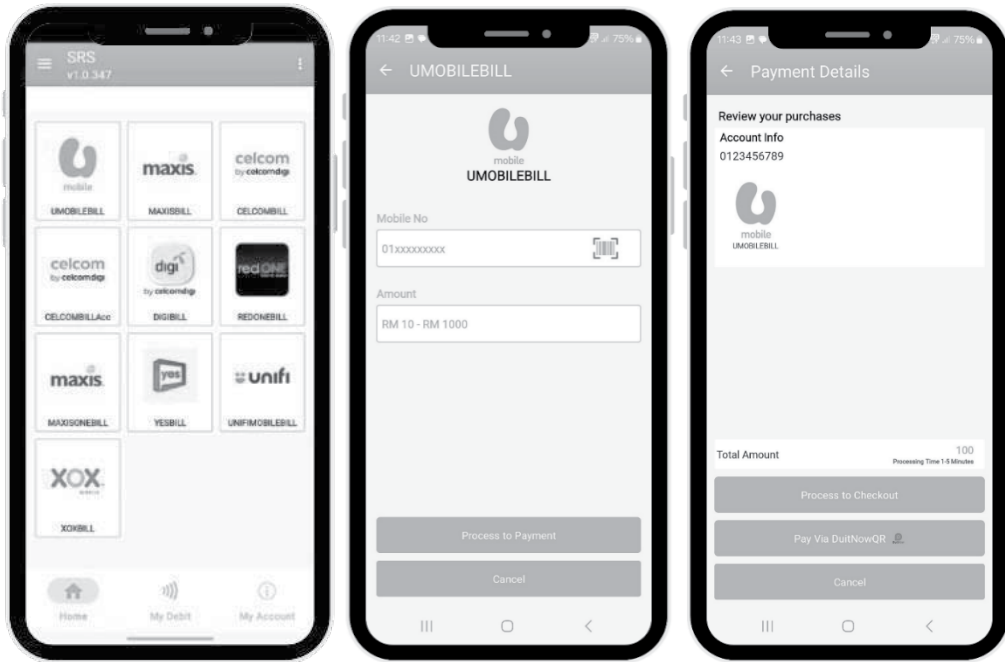 SRS
v1.0.347
mobile
UMOBILEBILL
maxis
MAXISBILL
celcom
by celcomdigi
CELCOMBILL
celcom
by celcomdigi
CELCOMBILLAcc
digi
by celcomdigi
DIGIBILL
redONE
REDONEBILL
maxis
MAXISONEBILL
yes
YESBILL
unifi
UNIFIMOBILEBILL
XOX
XOXBILL
Home
My Debit
My Account
11:42
75%
UMOBILEBILL
mobile
UMOBILEBILL
Mobile No
01xxxxxxxxx
Amount
RM 10 - RM 1000
Process to Payment
Cancel
11:43
75%
Payment Details
Review your purchases
Account Info
0123456789
mobile
UMOBILEBILL
Total Amount
100
Processing Time 1-5 Minutes
Process to Checkout
Pay Via DuitNowQR
Cancel